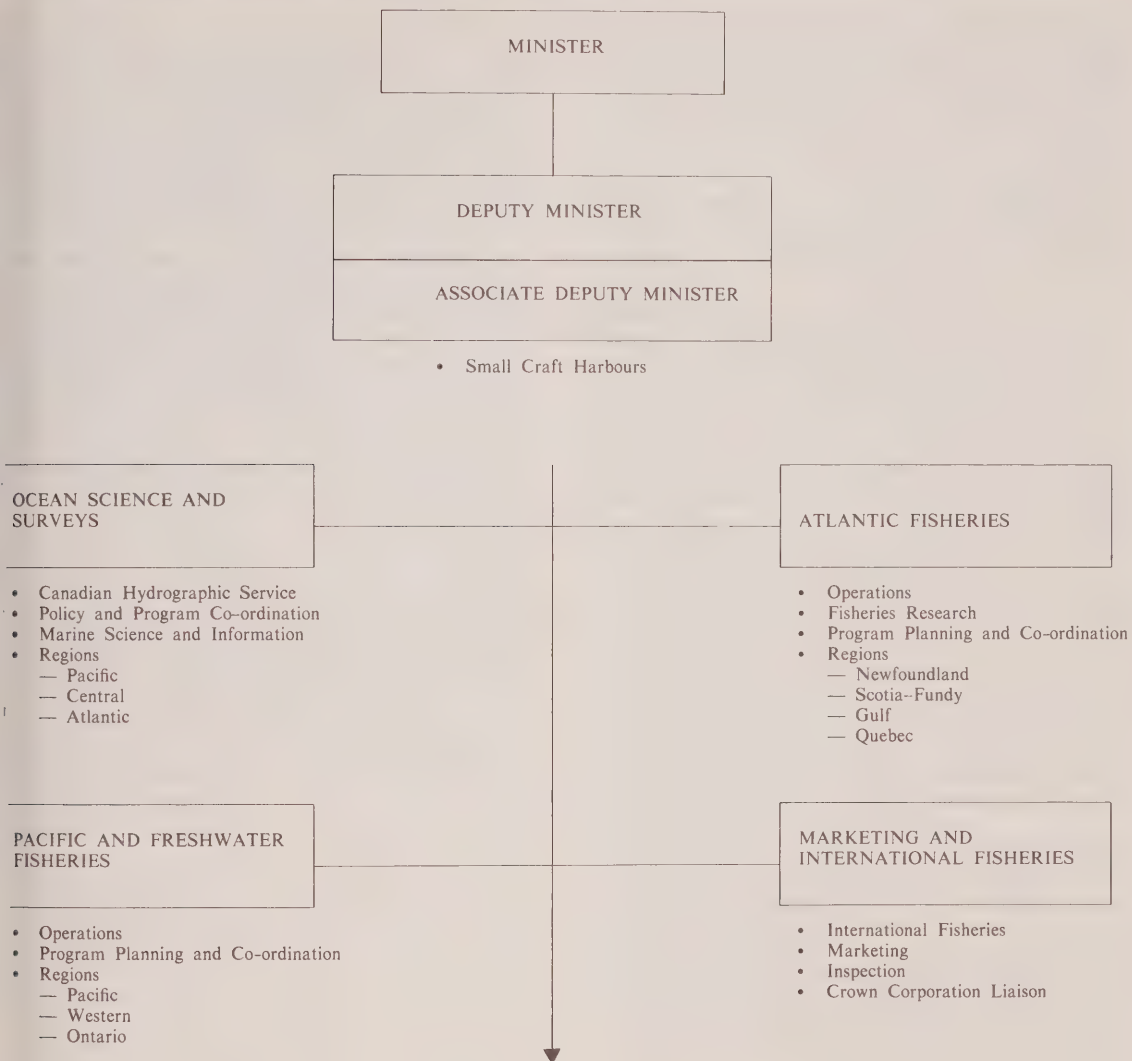 MINISTER
DEPUTY MINISTER
ASSOCIATE DEPUTY MINISTER
• Small Craft Harbours
OCEAN SCIENCE AND
SURVEYS
• Canadian Hydrographic Service
• Policy and Program Co-ordination
• Marine Science and Information
• Regions
— Pacific
— Central
— Atlantic
ATLANTIC FISHERIES
• Operations
• Fisheries Research
• Program Planning and Co-ordination
• Regions
— Newfoundland
— Scotia-Fundy
— Gulf
— Quebec
PACIFIC AND FRESHWATER
FISHERIES
• Operations
• Program Planning and Co-ordination
• Regions
— Pacific
— Western
— Ontario
MARKETING AND
INTERNATIONAL FISHERIES
• International Fisheries
• Marketing
• Inspection
• Crown Corporation Liaison